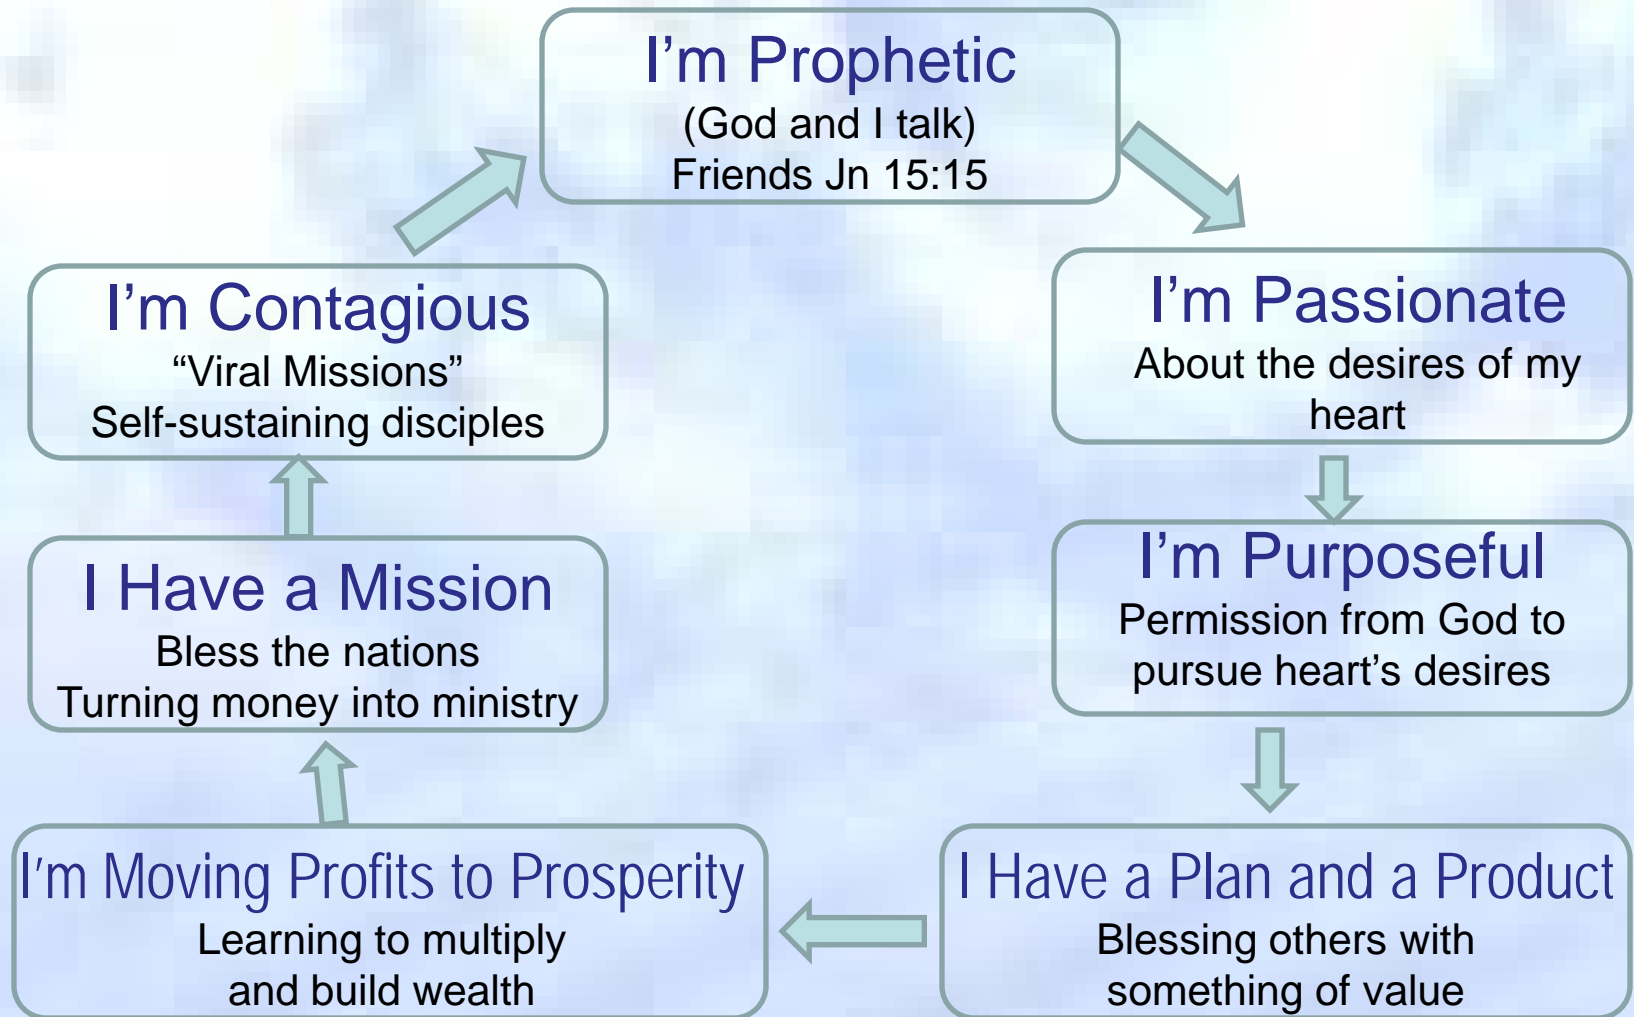 I’m Prophetic
(God and I talk)
Friends Jn 15:15
I’m Passionate
About the desires of my
heart
I’m Purposeful
Permission from God to
pursue heart’s desires
I Have a Plan and a Product
Blessing others with
something of value
I’m Moving Profits to Prosperity
Learning to multiply
and build wealth
I Have a Mission
Bless the nations
Turning money into ministry
I’m Contagious
“Viral Missions”
Self-sustaining disciples